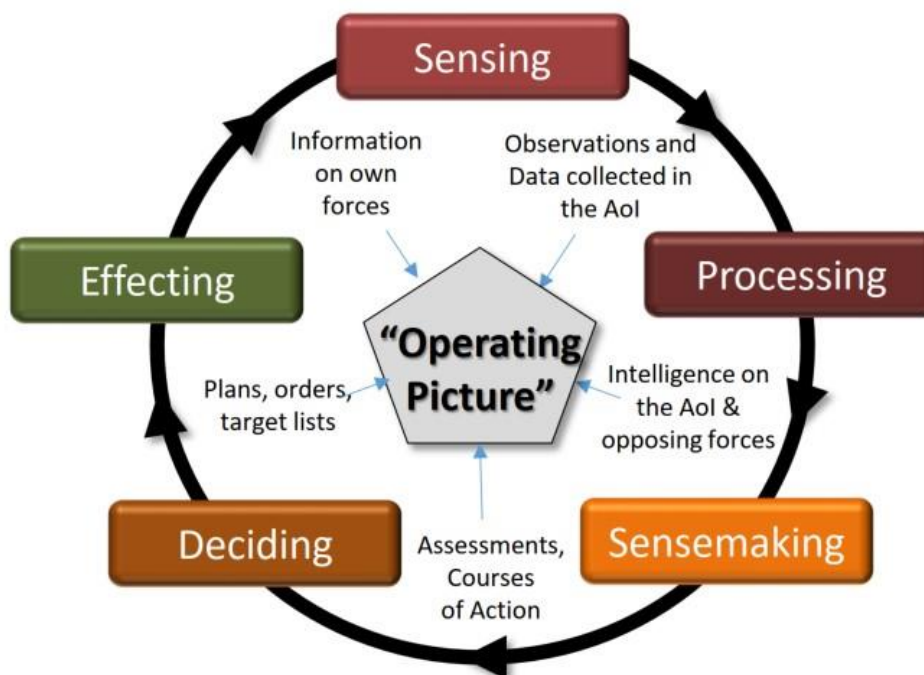 Sensing
Information
on own
forces
Observations and
Data collected in
the AoI
Effecting
Processing
“Operating
Picture”
Plans, orders,
target lists
Intelligence on
the AoI &
opposing forces
Deciding
Assessments,
Courses
of Action
Sensemaking